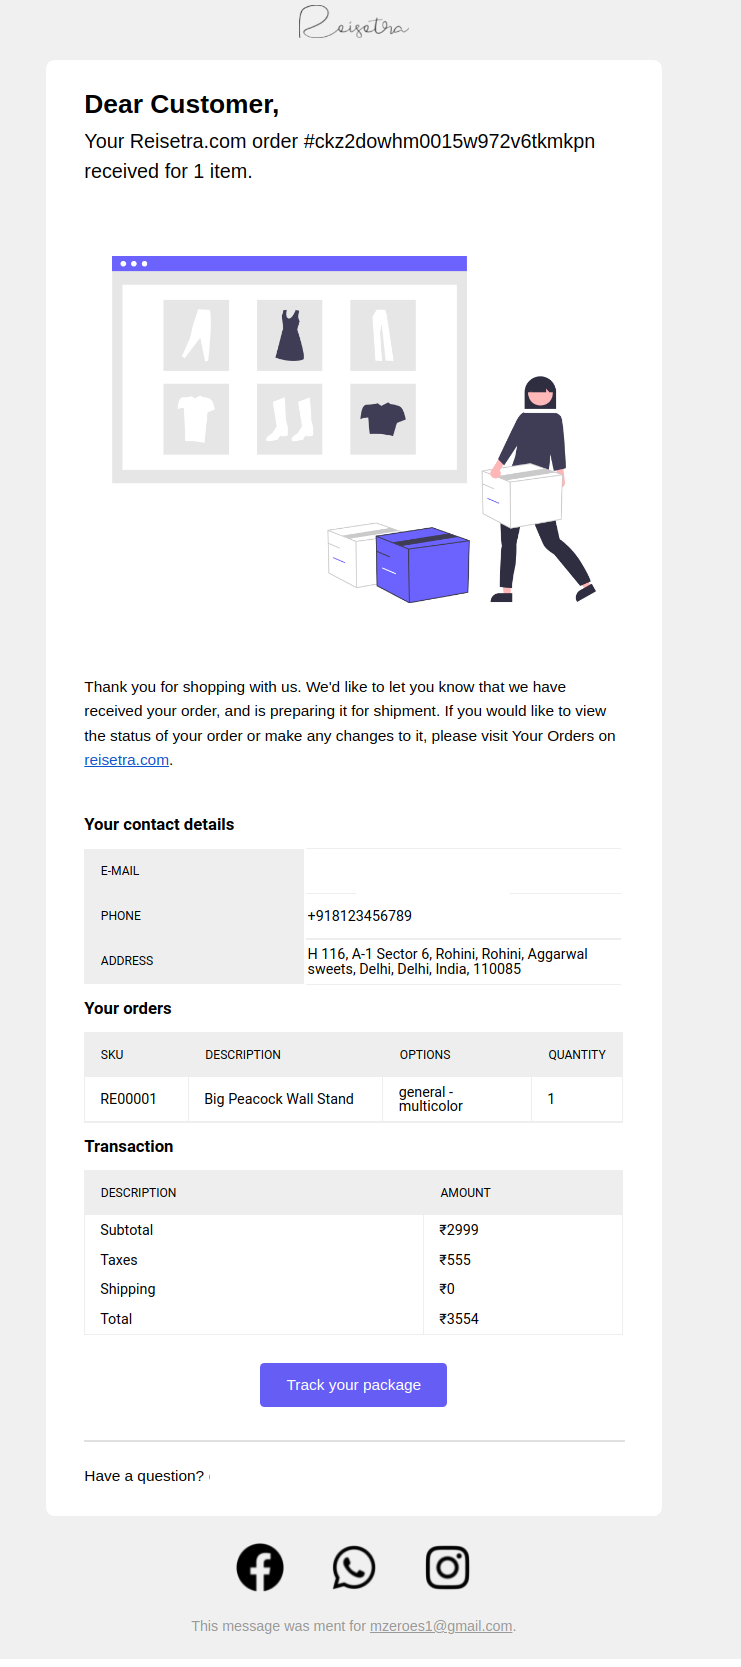 Reisetra
Dear Customer,
Your Reisetra.com order #ckz2dowhm0015w972v6tkmkpn
received for 1 item.
Thank you for shopping with us. We'd like to let you know that we have
received your order, and is preparing it for shipment. If you would like to view
the status of your order or make any changes to it, please visit Your Orders on
reisetra.com.
Your contact details
E-MAIL
PHONE +918123456789
ADDRESS H 116, A-1 Sector 6, Rohini, Rohini, Aggarwal
sweets, Delhi, Delhi, India, 110085
Your orders
SKU DESCRIPTION OPTIONS QUANTITY
RE00001 Big Peacock Wall Stand general - 1
multicolor
Transaction
DESCRIPTION AMOUNT
Subtotal ₹2999
Taxes ₹555
Shipping ₹0
Total ₹3554
Track your package
Have a question?
This message was ment for mzeroes1@gmail.com.